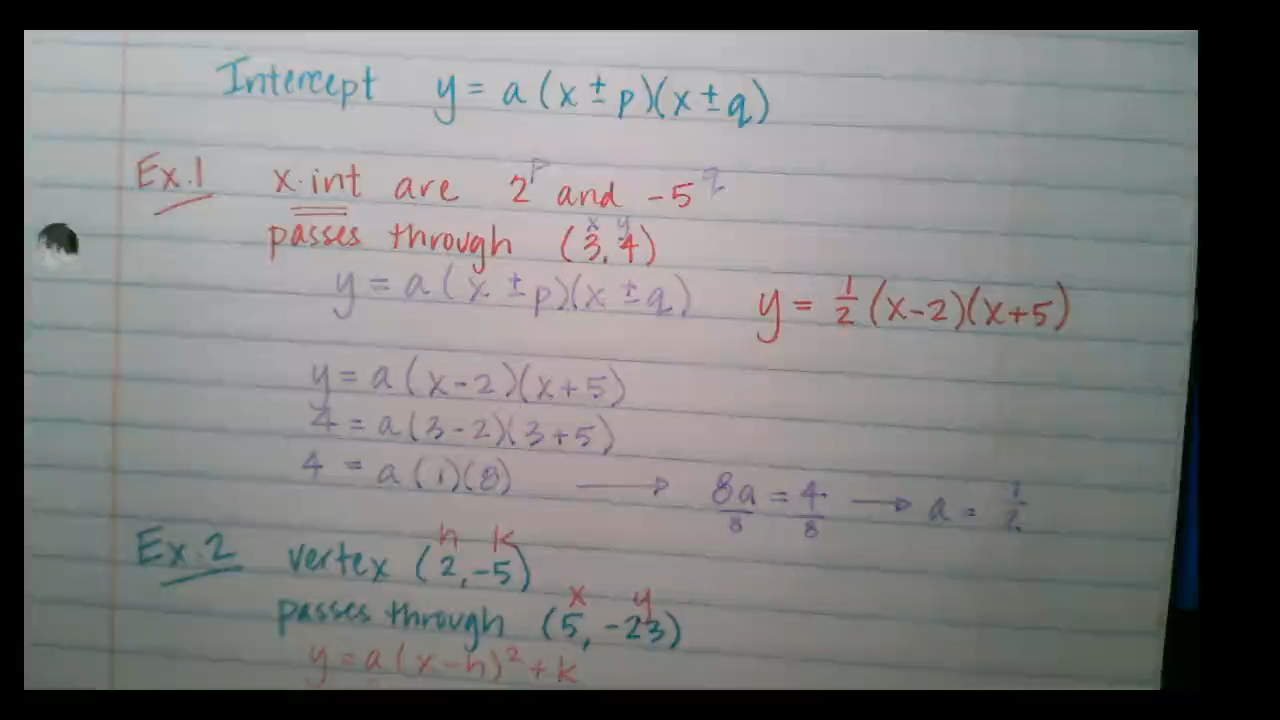 Intercept y = a (x ± p)(x ± q)
Ex.1 x.int are 2 p and -5 q
x y
passes through (3, 4)
y = a (x ± p)(x ± q)
y = 1/2 (x-2)(x+5)
y = a (x-2)(x+5)
4 = a (3-2)(3+5)
4 = a (1)(8) → 8a/8 = 4/8 → a = 1/2
h k
Ex.2 vertex (2, -5)
x y
passes through (5, -23)
y = a (x-h)² + k